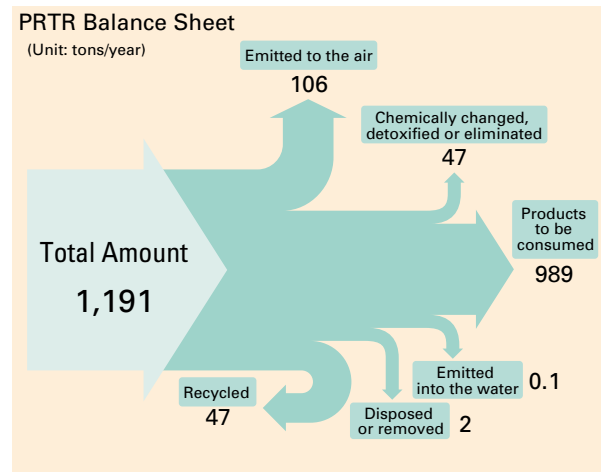 PRTR Balance Sheet
(Unit: tons/year)
Emitted to the air
106
Chemically changed,
detoxified or eliminated
47
Products
to be
consumed
989
Total Amount
1,191
Emitted
into the water
0.1
Recycled
47
Disposed
or removed
2